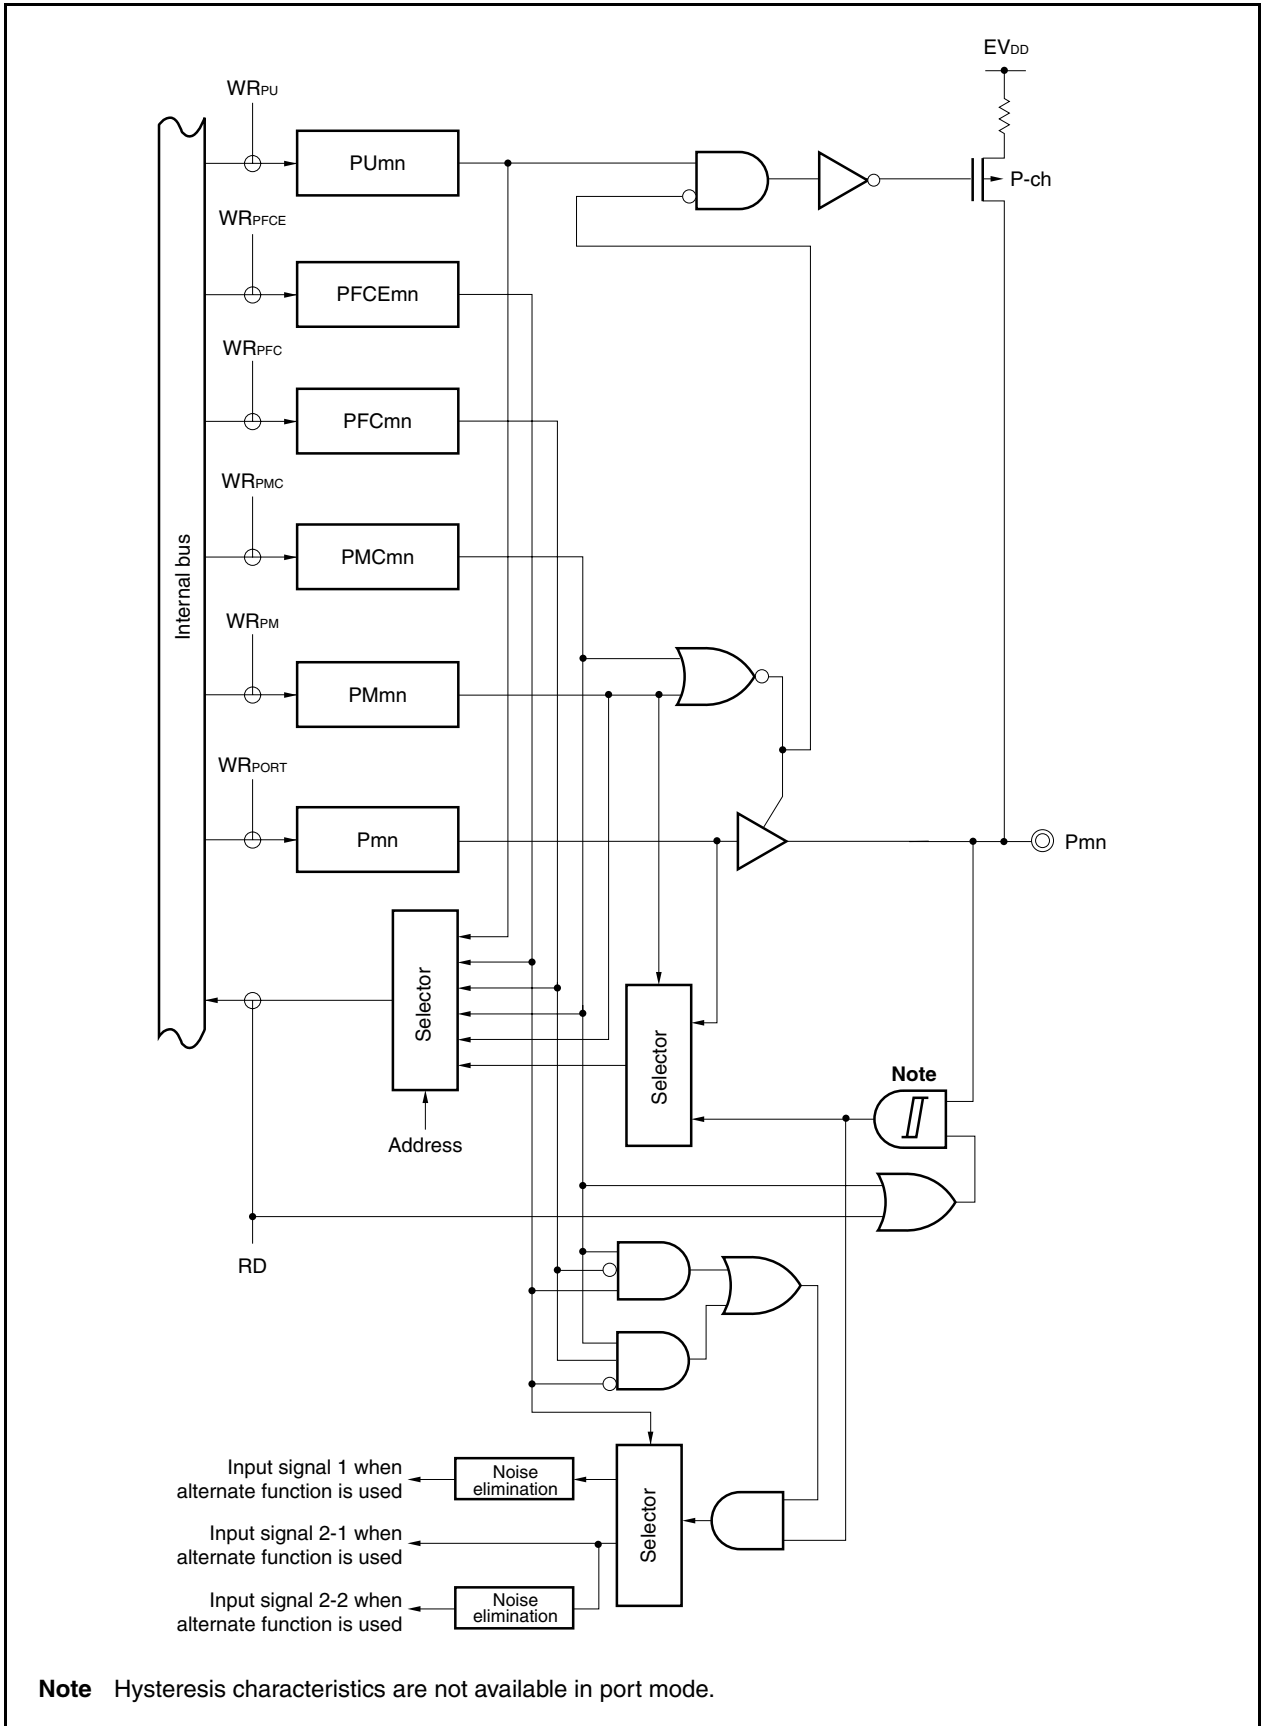 EVDD
WRPU
PUmn
P-ch
WRPFCE
PFCEmn
WRPFC
PFCmn
WRPMC
PMCmn
Internal bus
WRPM
PMmn
WRPORT
Pmn
Pmn
Selector
Selector
Note
Address
RD
Input signal 1 when
alternate function is used
Noise
elimination
Selector
Input signal 2-1 when
alternate function is used
Input signal 2-2 when
alternate function is used
Noise
elimination
Note Hysteresis characteristics are not available in port mode.